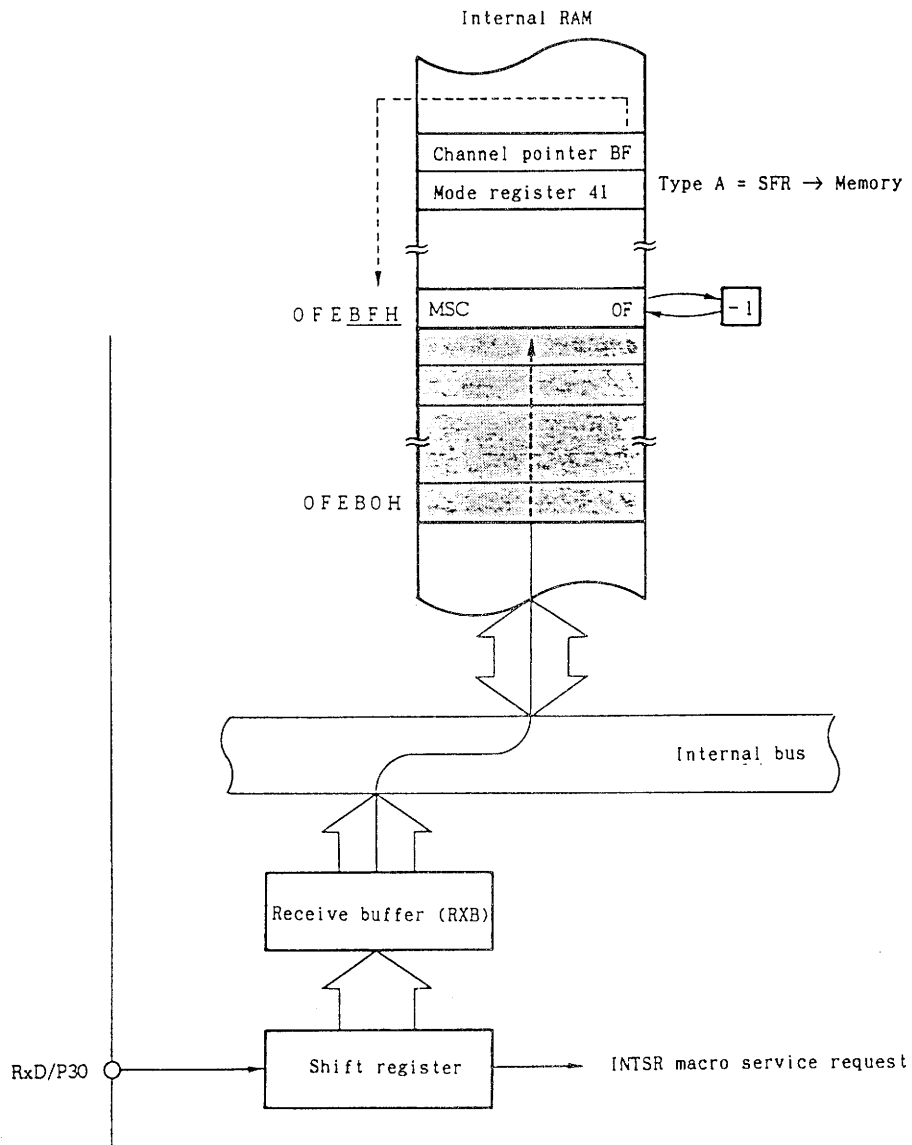 Internal RAM
Channel pointer BF
Mode register 41
Type A = SFR → Memory
0FEBFH
MSC 0F
-1
0FEB0H
Internal bus
Receive buffer (RXB)
Shift register
RxD/P30
INTSR macro service request